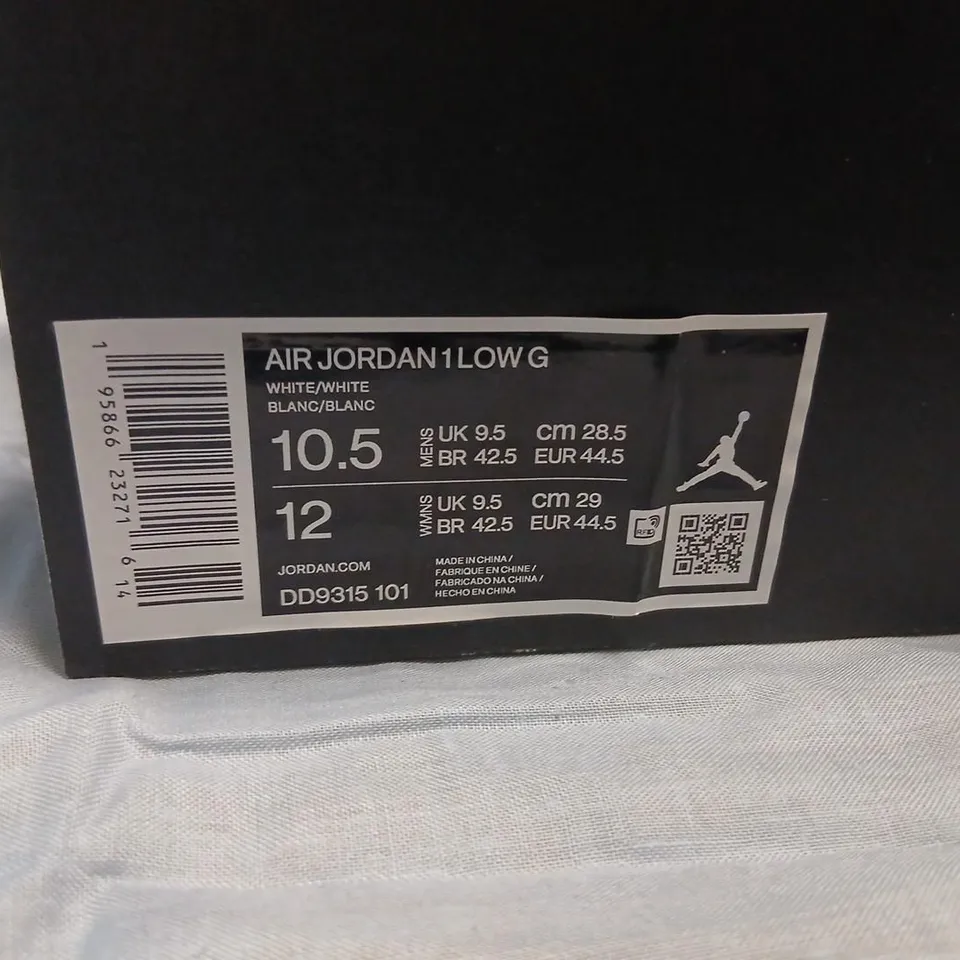 AIR JORDAN 1 LOW G
WHITE/WHITE
BLANC/BLANC
10.5
MENS
UK 9.5 cm 28.5
BR 42.5 EUR 44.5
12
WMNS
UK 9.5 cm 29
BR 42.5 EUR 44.5
JORDAN.COM
DD9315 101
MADE IN CHINA /
FABRIQUE EN CHINE /
FABRICADO NA CHINA /
HECHO EN CHINA
RFID
1 95866 23271 6 14